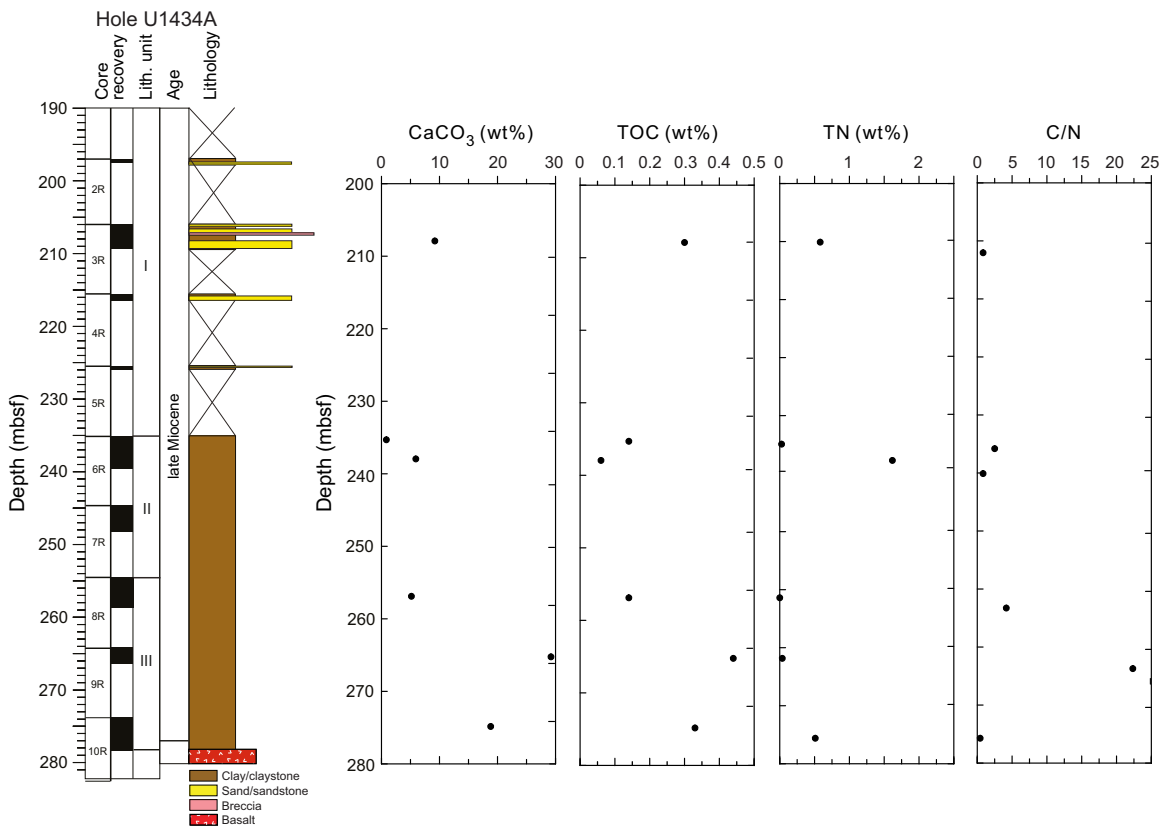 Hole U1434A
Core
recovery
Lith. unit
Age
Lithology
Depth (mbsf)
190
200
210
220
230
240
250
260
270
280
2R
3R
4R
5R
6R
7R
8R
9R
10R
I
II
III
late Miocene
Clay/claystone
Sand/sandstone
Breccia
Basalt
Depth (mbsf)
200
210
220
230
240
250
260
270
280
CaCO3 (wt%)
0 10 20 30
TOC (wt%)
0 0.1 0.2 0.3 0.4 0.5
TN (wt%)
0 1 2
C/N
0 5 10 15 20 25